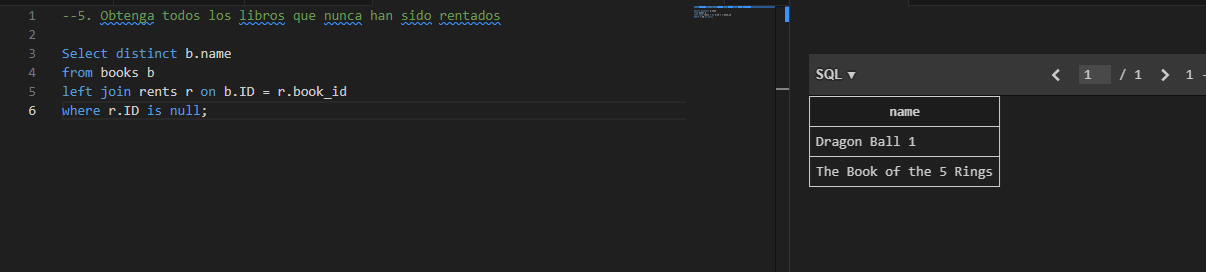 1 --5. Obtenga todos los libros que nunca han sido rentados
2
3 Select distinct b.name
4 from books b
5 left join rents r on b.ID = r.book_id
6 where r.ID is null;
SQL ▼ 1 / 1 1 -
name
Dragon Ball 1
The Book of the 5 Rings